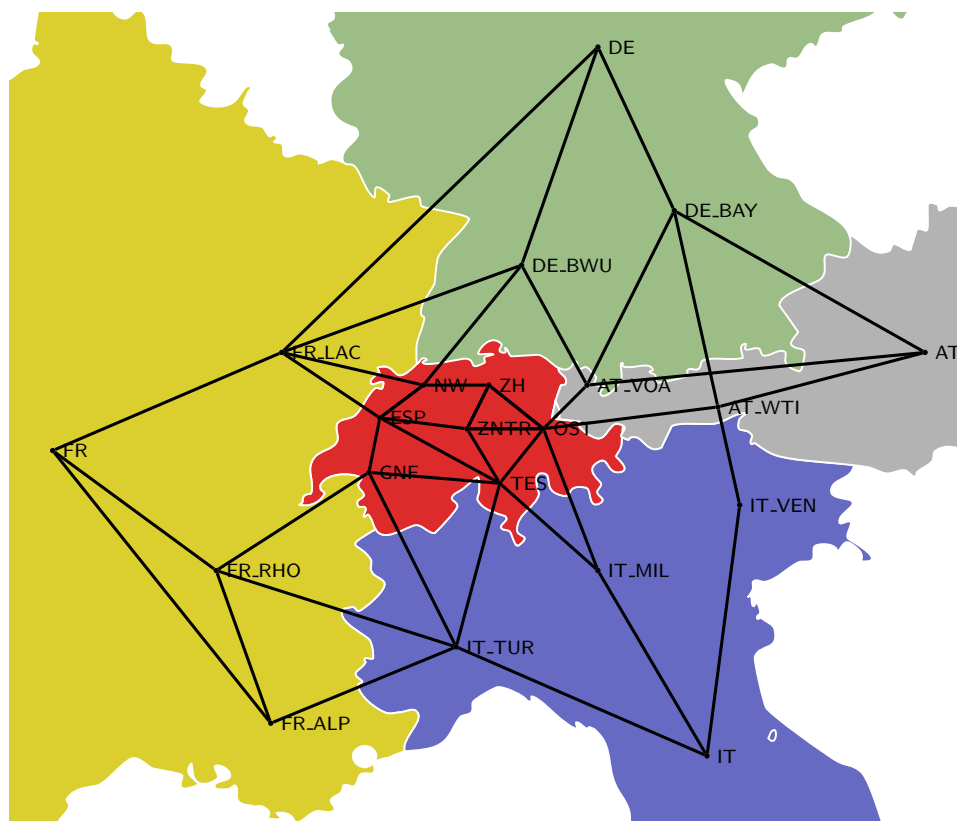 DE
DE_BAY
DE_BWU
FR_LAC
AT
NW
ZH
AT_VOA
AT_WTI
ESP
ZNTR
OST
FR
GNF
TES
IT_VEN
FR_RHO
IT_MIL
IT_TUR
FR_ALP
IT